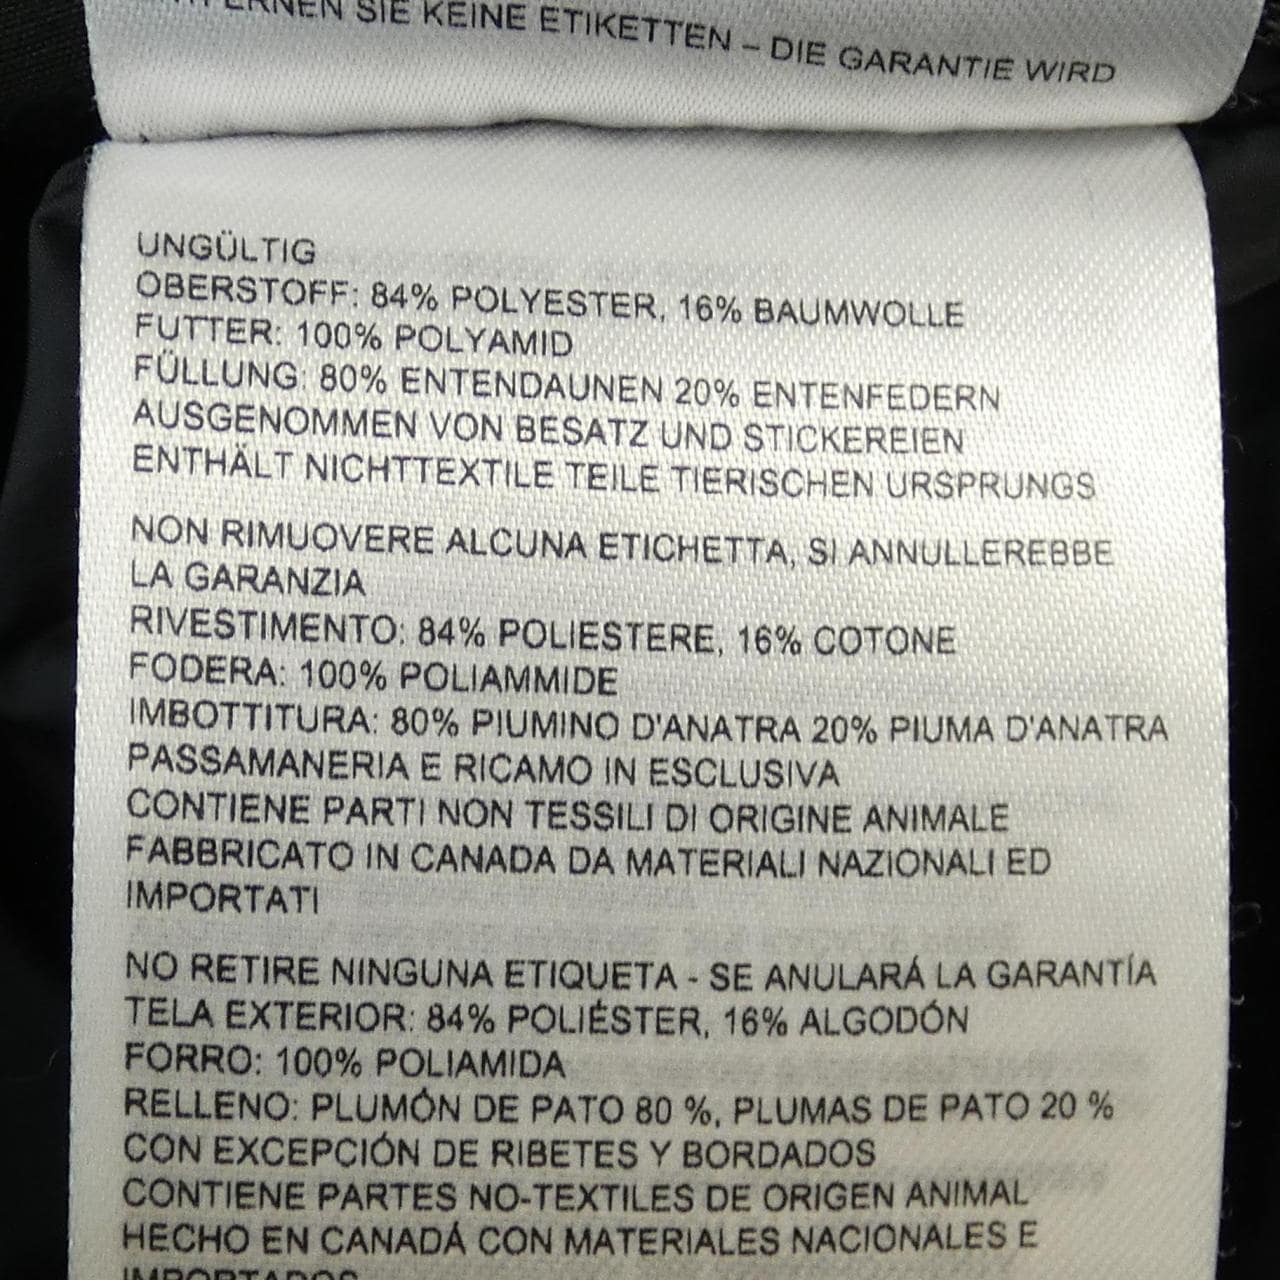 ENTFERNEN SIE KEINE ETIKETTEN – DIE GARANTIE WIRD
UNGÜLTIG
OBERSTOFF: 84% POLYESTER, 16% BAUMWOLLE
FUTTER: 100% POLYAMID
FÜLLUNG: 80% ENTENDAUNEN 20% ENTENFEDERN
AUSGENOMMEN VON BESATZ UND STICKEREIEN
ENTHÄLT NICHTTEXTILE TEILE TIERISCHEN URSPRUNGS
NON RIMUOVERE ALCUNA ETICHETTA, SI ANNULLEREBBE
LA GARANZIA
RIVESTIMENTO: 84% POLIESTERE, 16% COTONE
FODERA: 100% POLIAMMIDE
IMBOTTITURA: 80% PIUMINO D'ANATRA 20% PIUMA D'ANATRA
PASSAMANERIA E RICAMO IN ESCLUSIVA
CONTIENE PARTI NON TESSILI DI ORIGINE ANIMALE
FABBRICATO IN CANADA DA MATERIALI NAZIONALI ED
IMPORTATI
NO RETIRE NINGUNA ETIQUETA - SE ANULARÁ LA GARANTÍA
TELA EXTERIOR: 84% POLIÉSTER, 16% ALGODÓN
FORRO: 100% POLIAMIDA
RELLENO: PLUMÓN DE PATO 80 %, PLUMAS DE PATO 20 %
CON EXCEPCIÓN DE RIBETES Y BORDADOS
CONTIENE PARTES NO-TEXTILES DE ORIGEN ANIMAL
HECHO EN CANADÁ CON MATERIALES NACIONALES E
IMPORTADOS